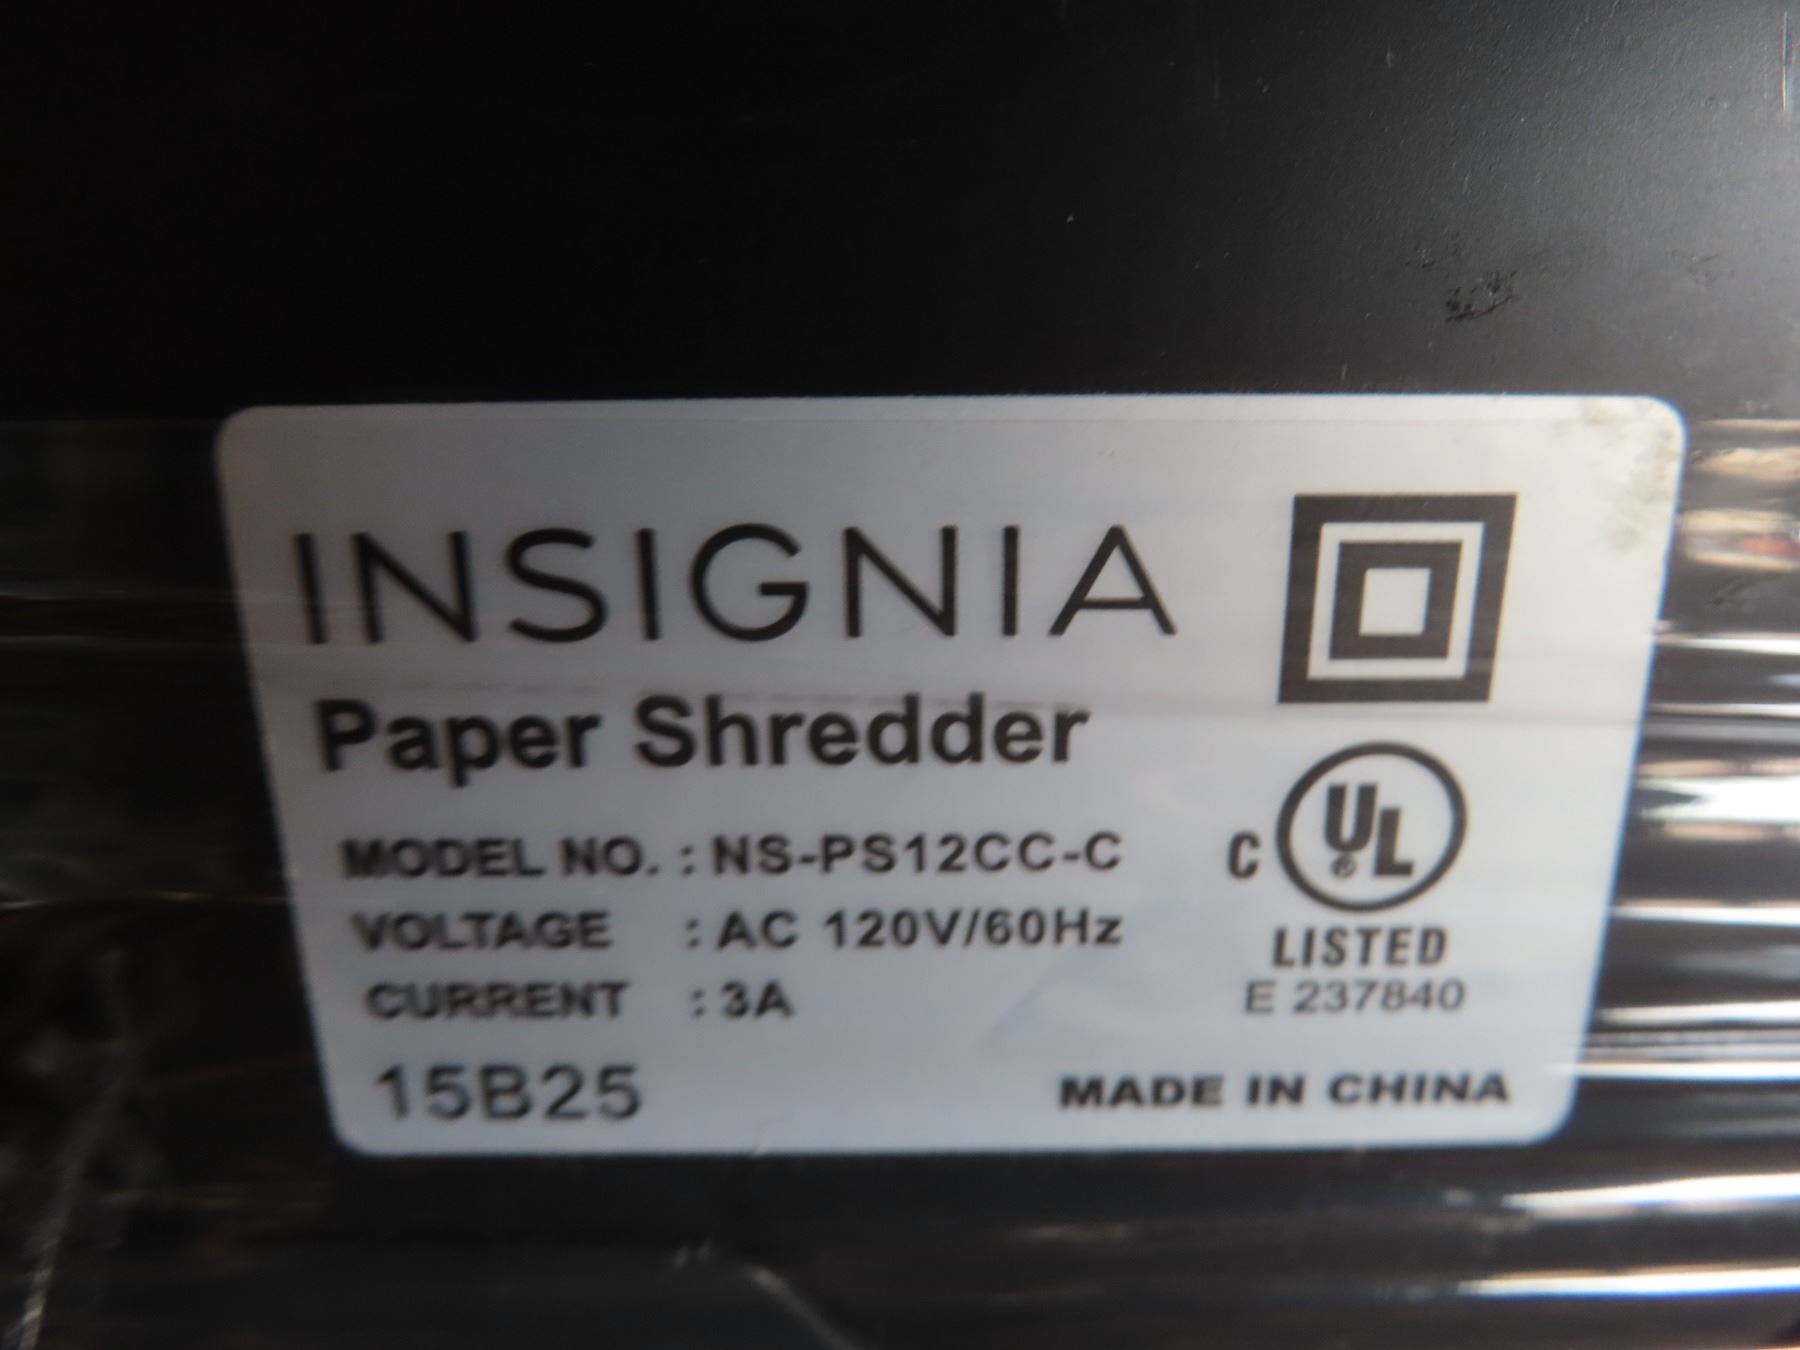 INSIGNIA
Paper Shredder
MODEL NO. : NS-PS12CC-C
VOLTAGE : AC 120V/60Hz
CURRENT : 3A
15B25
C UL ®
LISTED
E 237840
MADE IN CHINA